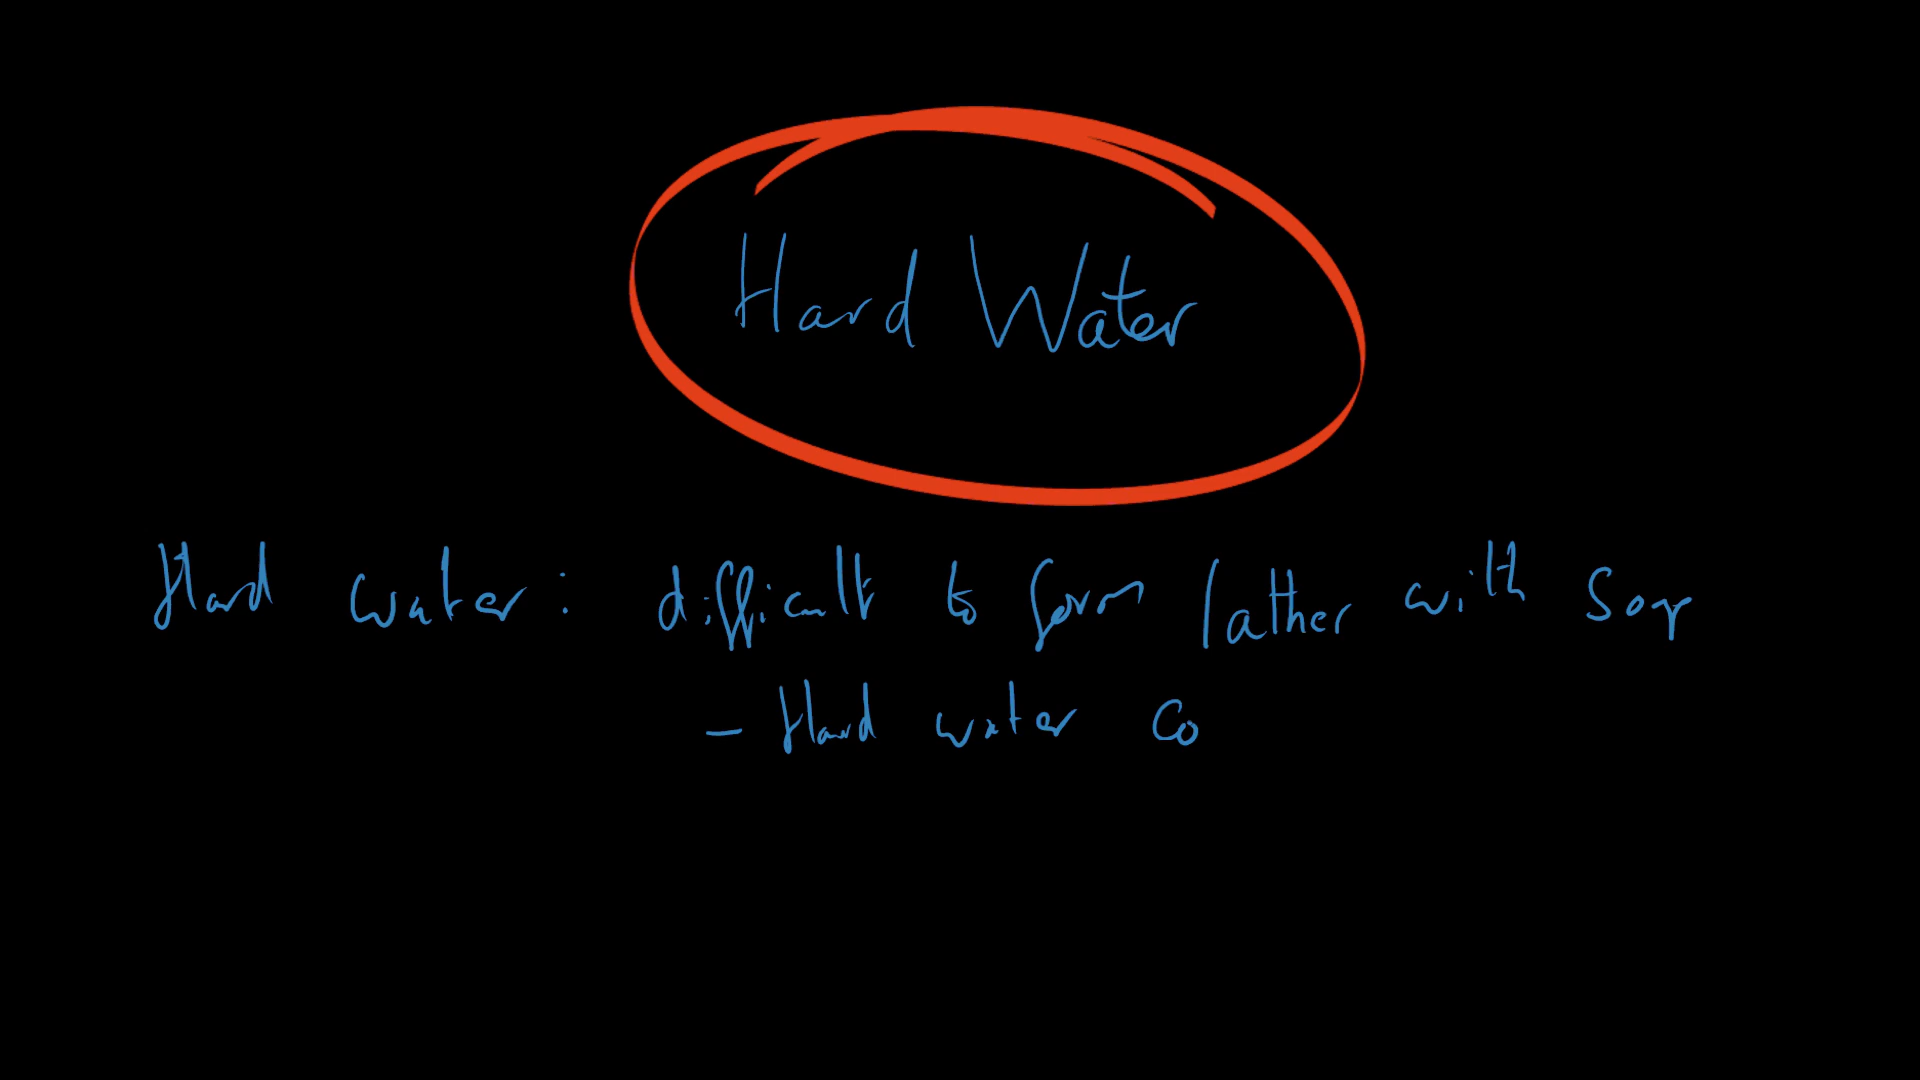 Hard Water
Hard water: difficult to form lather with soap
- Hard water Co